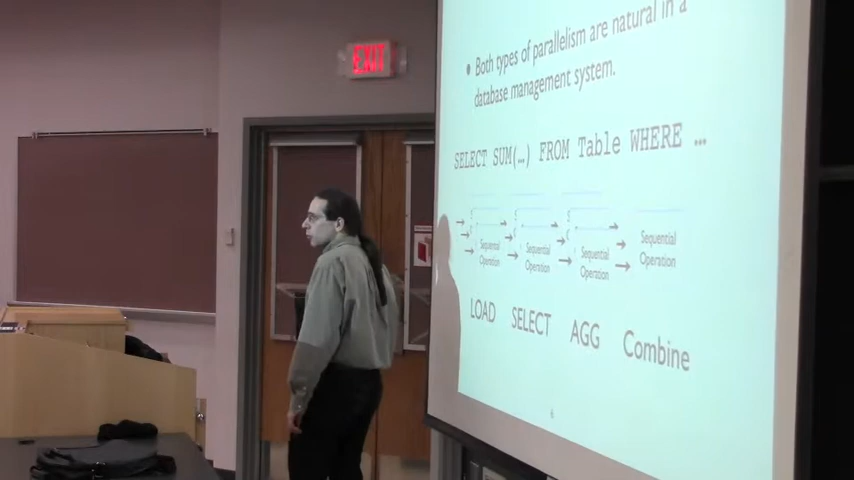 EXIT
• Both types of parallelism are natural in a
database management system.
SELECT SUM(…) FROM Table WHERE …
Sequential Operation
Sequential Operation
Sequential Operation
Sequential Operation
LOAD SELECT AGG Combine